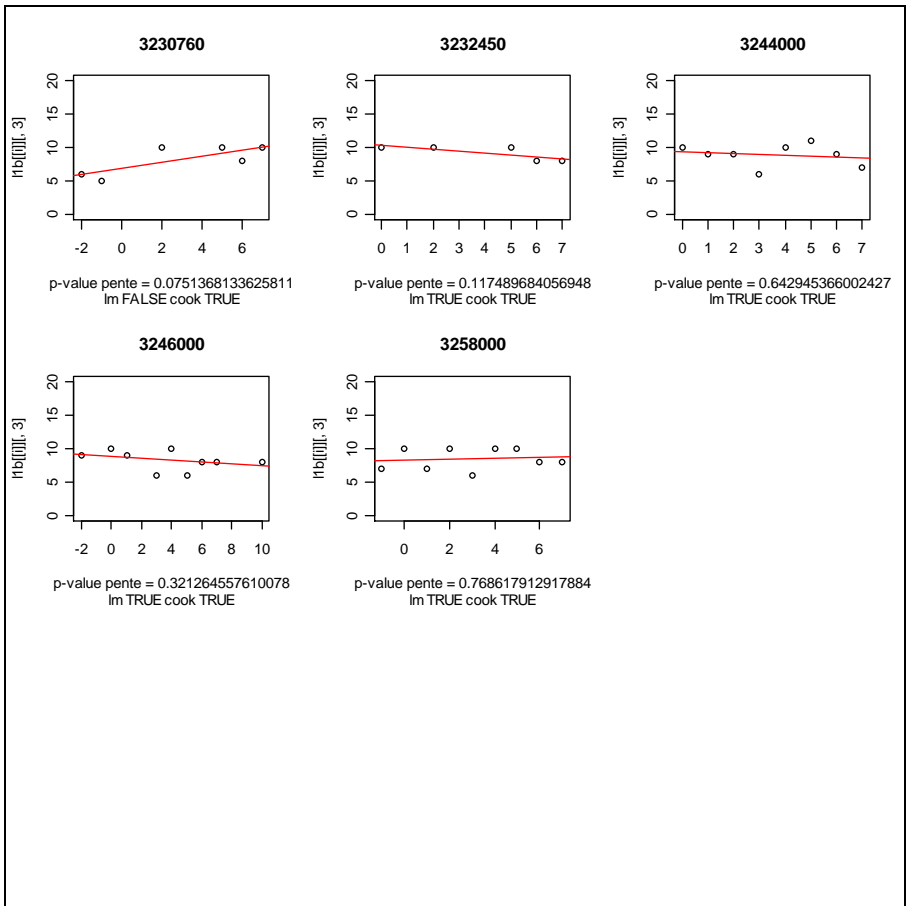 3230760
l1b[[i]][, 3]
20
15
10
5
0
-2 0 2 4 6
p-value pente = 0.0751368133625811
lm FALSE cook TRUE
3232450
20
15
10
5
0
0 1 2 3 4 5 6 7
p-value pente = 0.117489684056948
lm TRUE cook TRUE
3244000
l1b[[i]][, 3]
20
15
10
5
0
0 1 2 3 4 5 6 7
p-value pente = 0.642945366002427
lm TRUE cook TRUE
3246000
l1b[[i]][, 3]
20
15
10
5
0
-2 0 2 4 6 8 10
p-value pente = 0.321264557610078
lm TRUE cook TRUE
3258000
l1b[[i]][, 3]
20
15
10
5
0
0 2 4 6
p-value pente = 0.768617912917884
lm TRUE cook TRUE